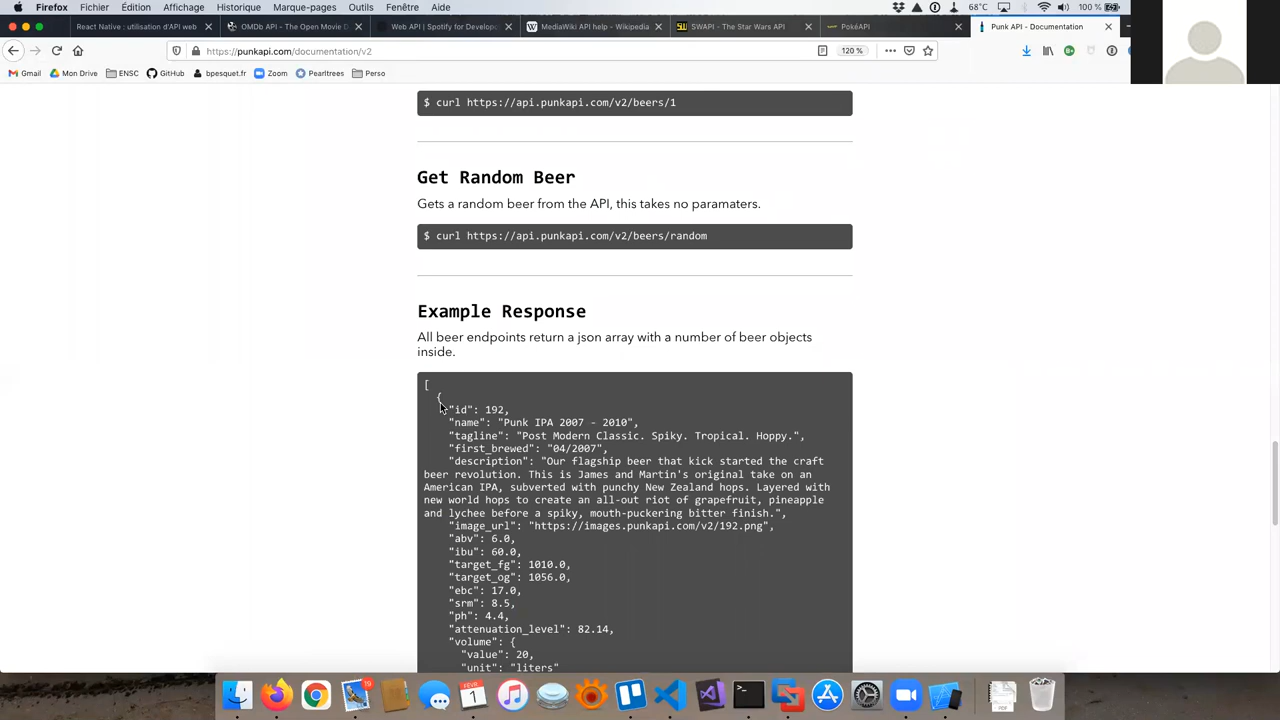 Firefox Fichier Édition Affichage Historique Marque-pages Outils Fenêtre Aide 68°C 100 %
React Native : utilisation d'API web OMDb API - The Open Movie D Web API | Spotify for Develope MediaWiki API help - Wikipedia SWAPI - The Star Wars API PokéAPI Punk API - Documentation
https://punkapi.com/documentation/v2 120 %
Gmail Mon Drive ENSC GitHub bpesquet.fr Zoom Pearltrees Perso
$ curl https://api.punkapi.com/v2/beers/1
Get Random Beer
Gets a random beer from the API, this takes no paramaters.
$ curl https://api.punkapi.com/v2/beers/random
Example Response
All beer endpoints return a json array with a number of beer objects
inside.
[
{
"id": 192,
"name": "Punk IPA 2007 - 2010",
"tagline": "Post Modern Classic. Spiky. Tropical. Hoppy.",
"first_brewed": "04/2007",
"description": "Our flagship beer that kick started the craft
beer revolution. This is James and Martin's original take on an
American IPA, subverted with punchy New Zealand hops. Layered with
new world hops to create an all-out riot of grapefruit, pineapple
and lychee before a spiky, mouth-puckering bitter finish.",
"image_url": "https://images.punkapi.com/v2/192.png",
"abv": 6.0,
"ibu": 60.0,
"target_fg": 1010.0,
"target_og": 1056.0,
"ebc": 17.0,
"srm": 8.5,
"ph": 4.4,
"attenuation_level": 82.14,
"volume": {
"value": 20,
"unit": "liters"